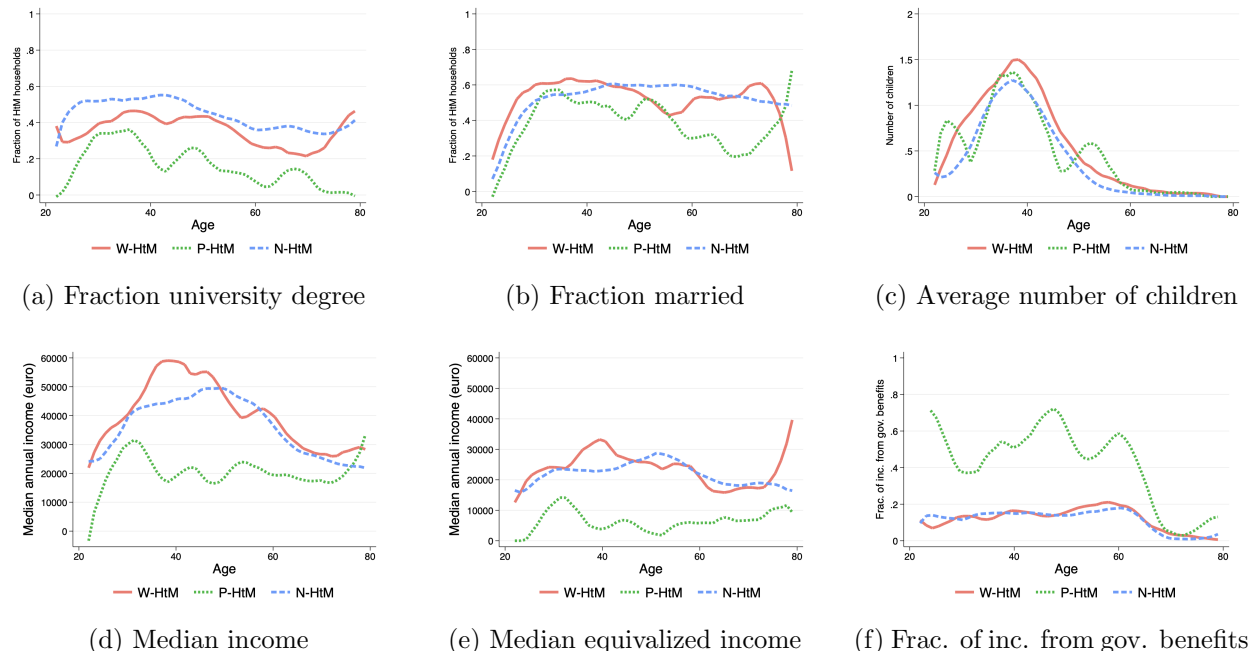 1
.8
.6
.4
.2
0
Fraction of HtM households
20 40 60 80
Age
W-HtM P-HtM N-HtM
(a) Fraction university degree
1
.8
.6
.4
.2
0
Fraction of HtM households
20 40 60 80
Age
W-HtM P-HtM N-HtM
(b) Fraction married
2
1.5
1
.5
0
Number of children
20 40 60 80
Age
W-HtM P-HtM N-HtM
(c) Average number of children
60000
50000
40000
30000
20000
10000
0
Median annual income (euro)
20 40 60 80
Age
W-HtM P-HtM N-HtM
(d) Median income
60000
50000
40000
30000
20000
10000
0
Median annual income (euro)
20 40 60 80
Age
W-HtM P-HtM N-HtM
(e) Median equivalized income
1
.8
.6
.4
.2
0
Frac. of inc. from gov. benefits
20 40 60 80
Age
W-HtM P-HtM N-HtM
(f) Frac. of inc. from gov. benefits